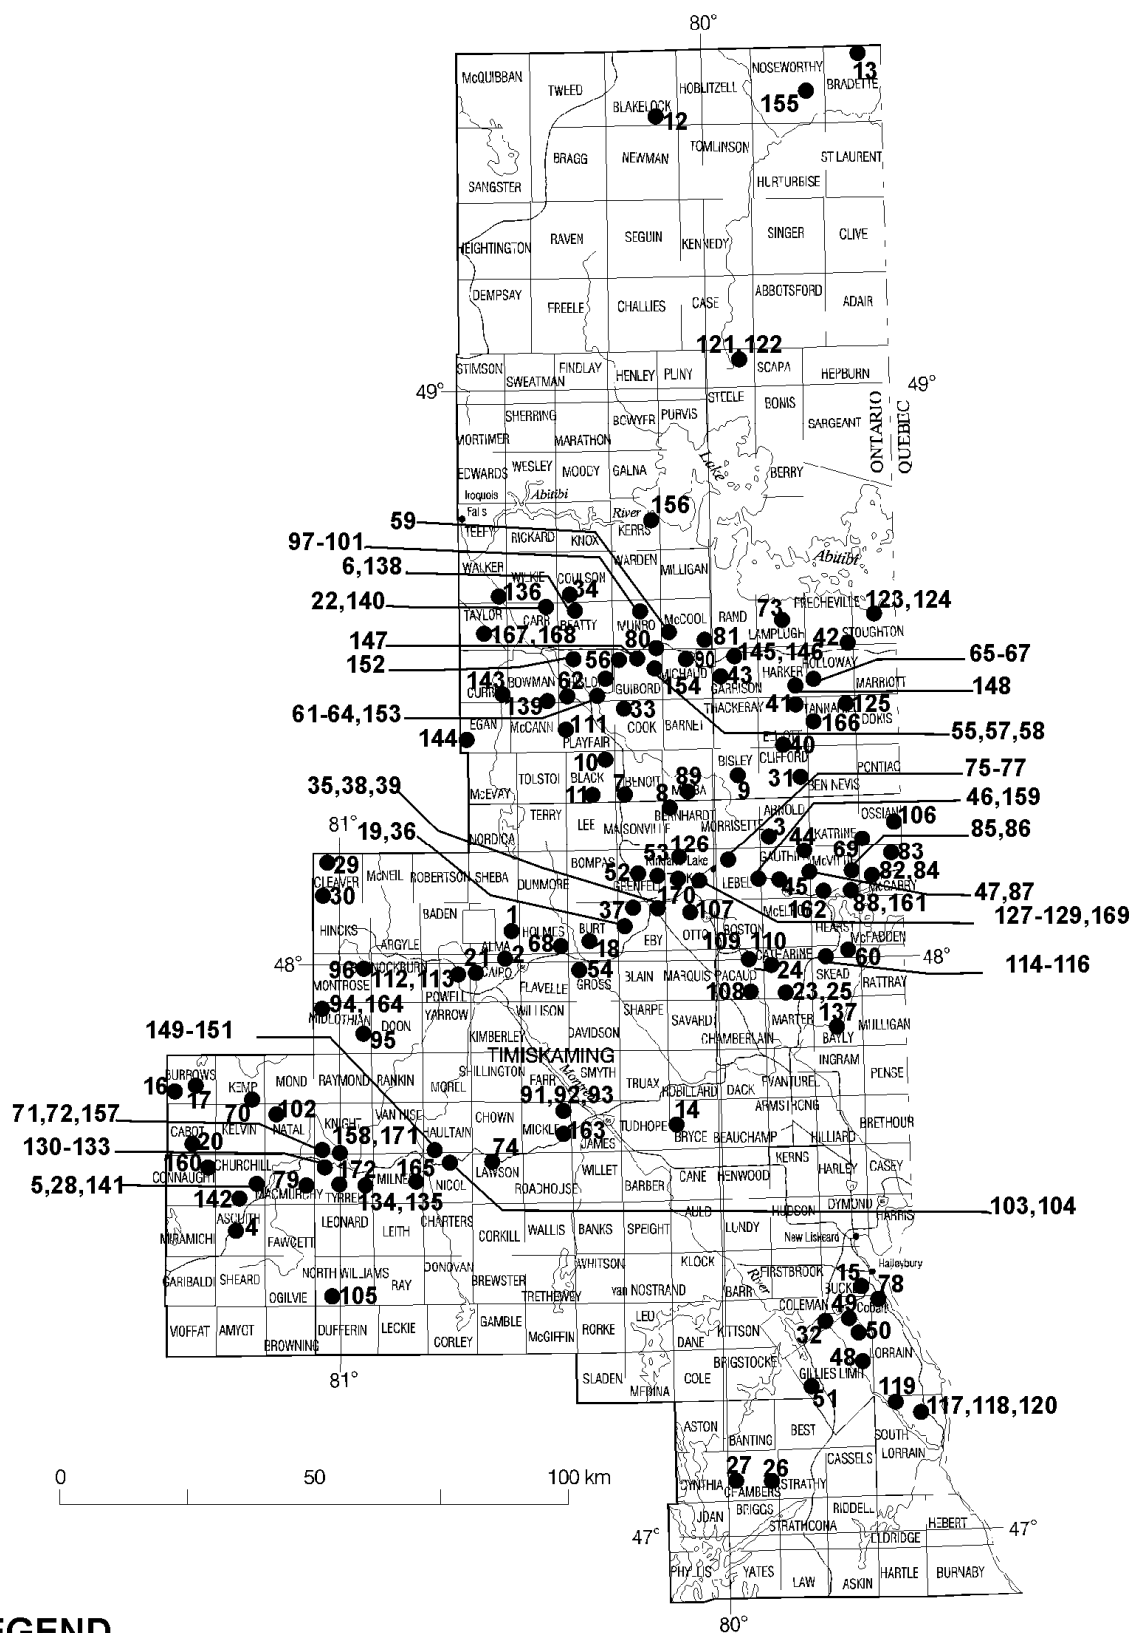 80°
McQUIBBAN
TWEED
BLAKELOCK
HOBLITZELL
NOSEWORTHY
13
BRADETTE
155
12
BRAGG
NEWMAN
TOMLINSON
ST LAURENT
SANGSTER
HURTURBISE
HEIGHTINGTON
RAVEN
SEGUIN
KENNEDY
SINGER
CLIVE
DEMPSAY
FREELE
CHALLIES
CASE
ABBOTSFORD
ADAIR
121,122
STIMSON
SWEATMAN
FINDLAY
HENLEY
PLINY
SCAPA
HEPBURN
49°
49°
SHERRING
BOWYER
PURVIS
STEELE
BONIS
SARGEANT
ONTARIO
QUEBEC
MORTIMER
MARATHON
EDWARDS
WESLEY
MOODY
GALNA
Lake
BERRY
Iroquois
Falls
Abitibi
River
156
59
TEEFY
RICKARD
KNOX
KERRS
97-101
WARDEN
Abitibi
6,138
WALKER
WILKIE
COULSON
MILLIGAN
136
34
22,140
TAYLOR
CARR
BEATTY
MUNRO
McCOOL
RAND
73
FRECHEVILLE
123,124
167,168
LAMPLUGH
42
STOUGHTON
147
80
81
145,146
HOLLOWAY
65-67
152
56
90
MICHAUD
43
HARKER
MARRIOTT
143
BOWMAN
62
GUIBORD
154
GARRISON
148
139
THACKERAY
41
TANNAHILL
125
61-64,153
33
166
DOKIS
EGAN
McCANN
111
COOK
BARNET
55,57,58
144
PLAYFAIR
40
10
BISLEY
CLIFFORD
PONTIAC
75-77
TOLSTOI
BLACK
7
BENOIT
89
9
31
BEN NEVIS
35,38,39
McEVAY
11
8
46,159
TERRY
LEE
MAISONVILLE
BERNHARDT
MORRISETTE
ARNOLD
OSSIAN
106
81°
19,36
NORDICA
3
44
KATRINE
85,86
BOMPAS
53
126
Kirkland Lake
GAUTHIER
69
McVITTIE
83
29
McNEIL
ROBERTSON
SHEBA
DUNMORE
52
GRENFELL
LEBEL
45
82,84
CLEAVER
McGARRY
47,87
30
170
162
88,161
BADEN
1
37
107
McELROY
127-129,169
HINCKS
ARGYLE
ALMA
HOLMES
BURT
EBY
OTTO
BOSTON
HEARST
McFADDEN
68
18
109,110
CATHARINE
60
48°
48°
96
KNOCKBURN
112,113
21
2
CAIRO
54
24
SKEAD
114-116
MONTROSE
POWELL
FLAVELLE
GROSS
BLAIN
MARQUIS
PACAUD
RATTRAY
94,164
108
23,25
MIDLOTHIAN
DOON
YARROW
WILLISON
SHARPE
149-151
95
KIMBERLEY
DAVIDSON
SAVARD
CHAMBERLAIN
MARTER
137
BAYLY
MULLIGAN
TIMISKAMING
INGRAM
BURROWS
KEMP
MOND
RAYMOND
RANKIN
MOREL
SHILLINGTON
FARR
SMYTH
TRUAX
ROBILLARD
DACK
EVANTUREL
PENSE
16
17
70
102
91,92,93
14
ARMSTRONG
BRETHOUR
71,72,157
KNIGHT
VAN HISE
CHOWN
CABOT
20
KELVIN
NATAL
158,171
HAULTAIN
MICKLE
163
TUDHOPE
BRYCE
BEAUCHAMP
HILLIARD
130-133
JAMES
160
CHURCHILL
74
KERNS
CONNAUGHT
165
LAWSON
WILLET
CANE
HENWOOD
HARLEY
CASEY
5,28,141
79
MACMURCHY
172
MILNER
NICOL
ROADHOUSE
BARBER
142
TYRRELL
134,135
103,104
AULD
HUDSON
DYMOND
HARRIS
ASQUITH
4
LEONARD
LEITH
CHARTERS
WALLIS
BANKS
SPEIGHT
LUNDY
MIRAMICHI
FAWCETT
CORKILL
New Liskeard
GARIBALDI
SHEARD
NORTH WILLIAMS
RAY
DONOVAN
WHITSON
KLOCK
River
FIRSTBROOK
Haileybury
BREWSTER
15
78
OGILVIE
105
TRETHEWEY
van NOSTRAND
BARR
COLEMAN
49
Cobalt
MOFFAT
AMYOT
DUFFERIN
LECKIE
GAMBLE
RORKE
LEO
KITTSON
32
50
BROWNING
CORLEY
McGIFFIN
DANE
BRIGSTOCKE
48
LORRAIN
81°
SLADEN
MEDINA
COLE
GILLIES LIMIT
51
119
117,118,120
ASTON
BANTING
BEST
SOUTH
LORRAIN
CASSELS
0
50
100 km
27
26
CYNTHIA
CHAMBERS
STRATHY
JOAN
BRIGGS
RIDDELL
47°
STRATHCONA
HEBERT
47°
ELDRIDGE
PHYLLIS
YATES
LAW
ASKIN
HARTLE
BURNABY
EGEND
80°